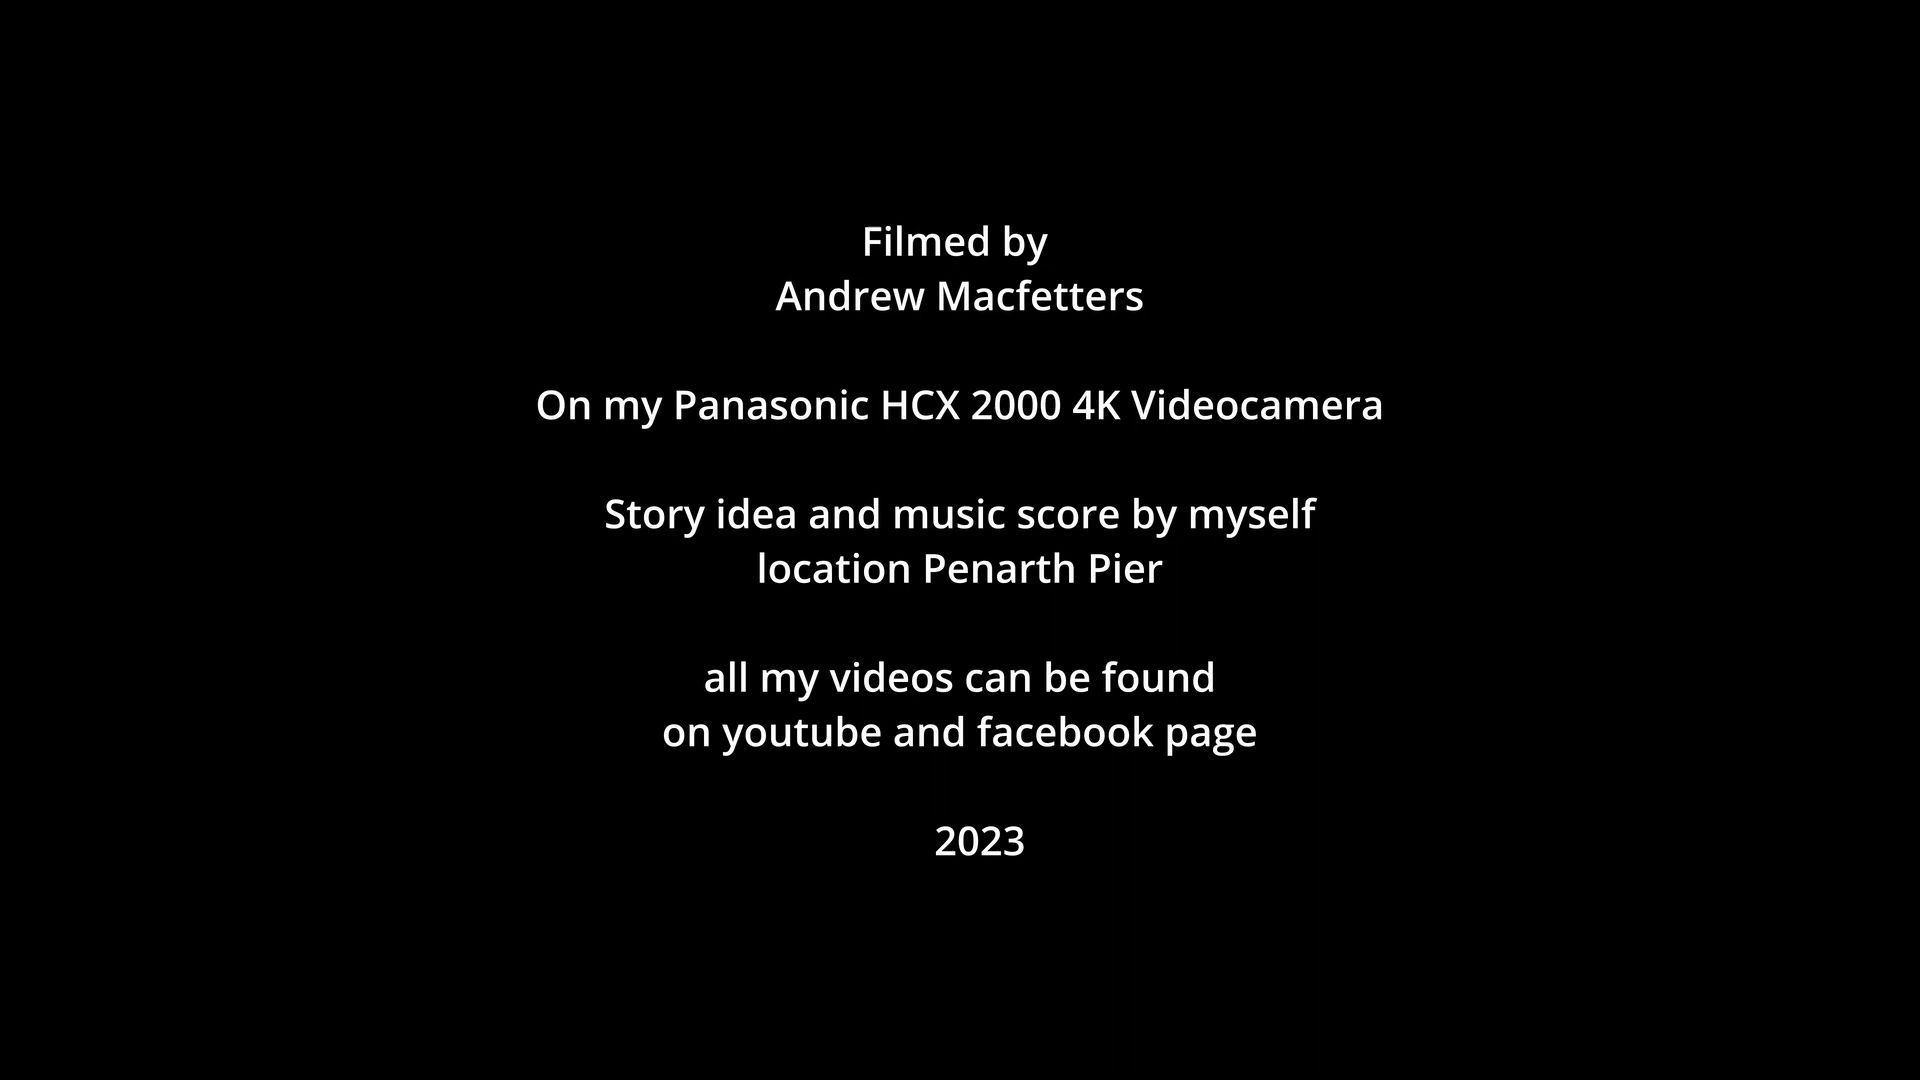 Filmed by
Andrew Macfetters
On my Panasonic HCX 2000 4K Videocamera
Story idea and music score by myself
location Penarth Pier
all my videos can be found
on youtube and facebook page
2023